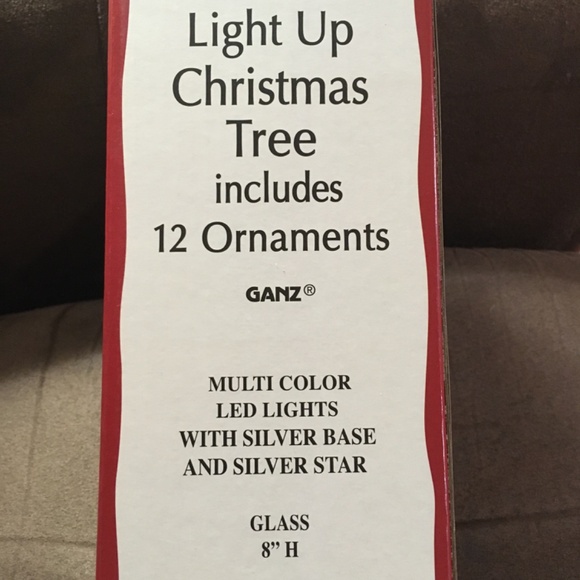 Light Up
Christmas
Tree
includes
12 Ornaments
GANZ®
MULTI COLOR
LED LIGHTS
WITH SILVER BASE
AND SILVER STAR
GLASS
8” H